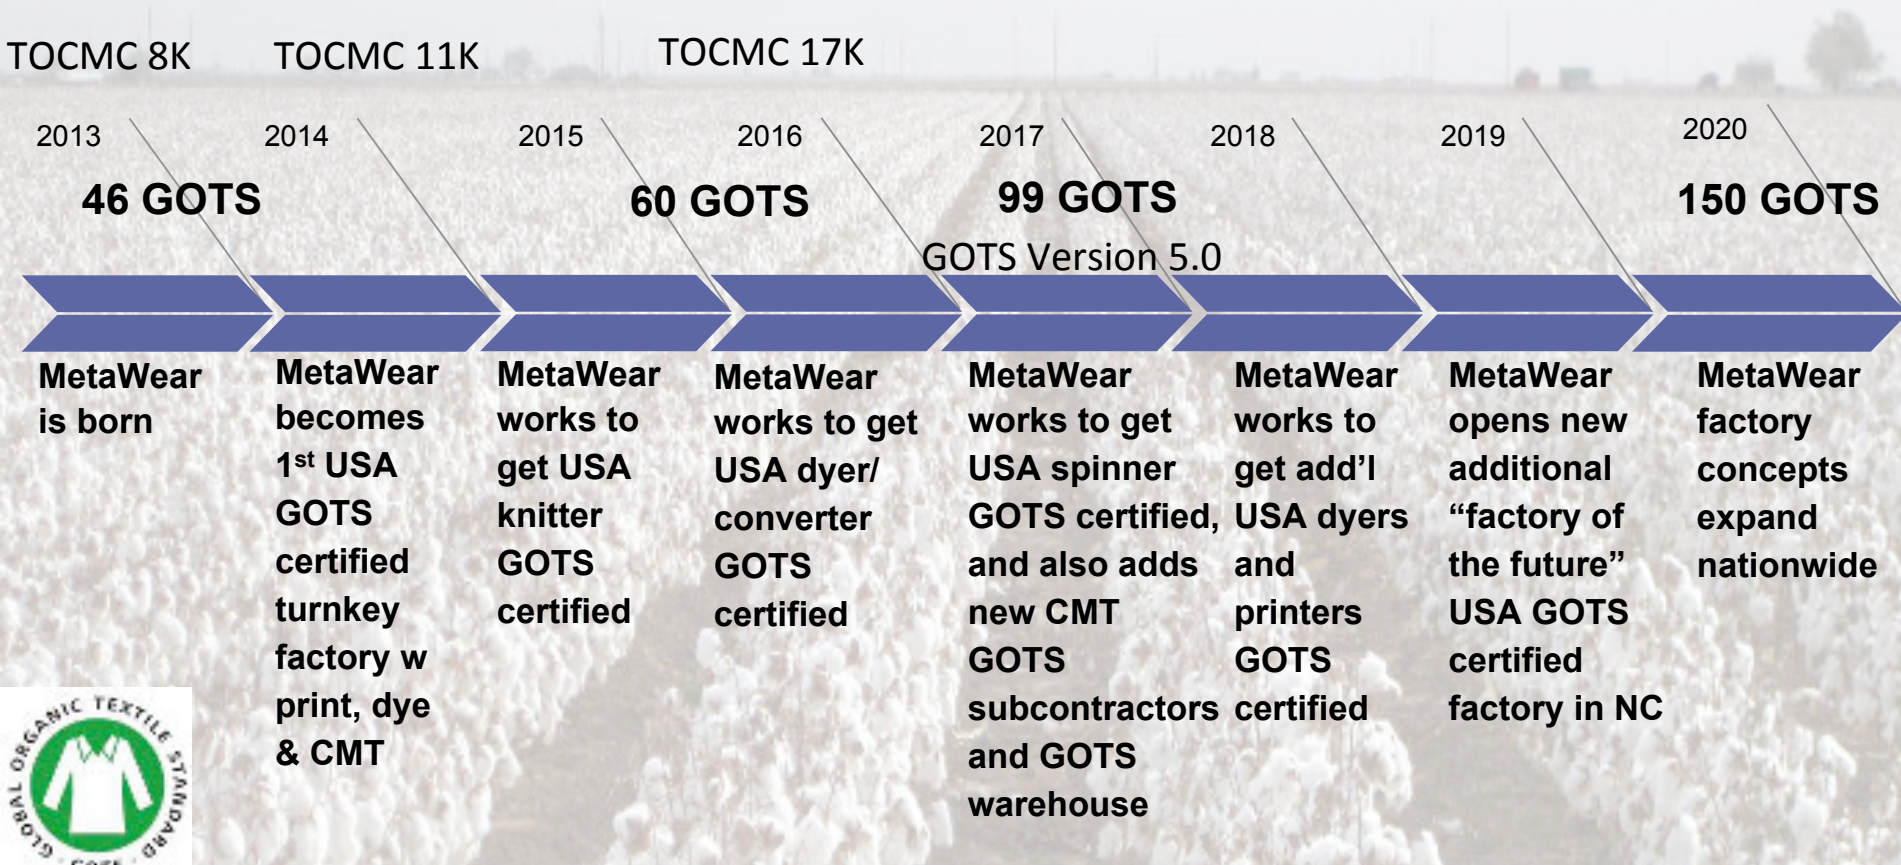 TOCMC 8K
TOCMC 11K
TOCMC 17K
2013
2014
2015
2016
2017
2018
2019
2020
46 GOTS
60 GOTS
99 GOTS
150 GOTS
GOTS Version 5.0
MetaWear
is born
MetaWear
becomes
1st USA
GOTS
certified
turnkey
factory w
print, dye
& CMT
MetaWear
works to
get USA
knitter
GOTS
certified
MetaWear
works to get
USA dyer/
converter
GOTS
certified
MetaWear
works to get
USA spinner
GOTS certified,
and also adds
new CMT
GOTS
subcontractors
and GOTS
warehouse
MetaWear
works to
get add’l
USA dyers
and
printers
GOTS
certified
MetaWear
opens new
additional
“factory of
the future”
USA GOTS
certified
factory in NC
MetaWear
factory
concepts
expand
nationwide
GLOBAL ORGANIC TEXTILE STANDARD · GOTS ·